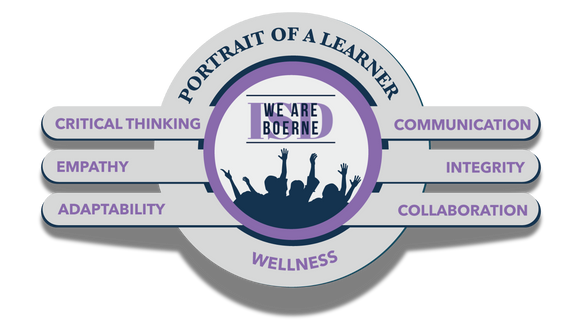 PORTRAIT OF A LEARNER
WE ARE
ISD
BOERNE
CRITICAL THINKING
EMPATHY
ADAPTABILITY
COMMUNICATION
INTEGRITY
COLLABORATION
WELLNESS